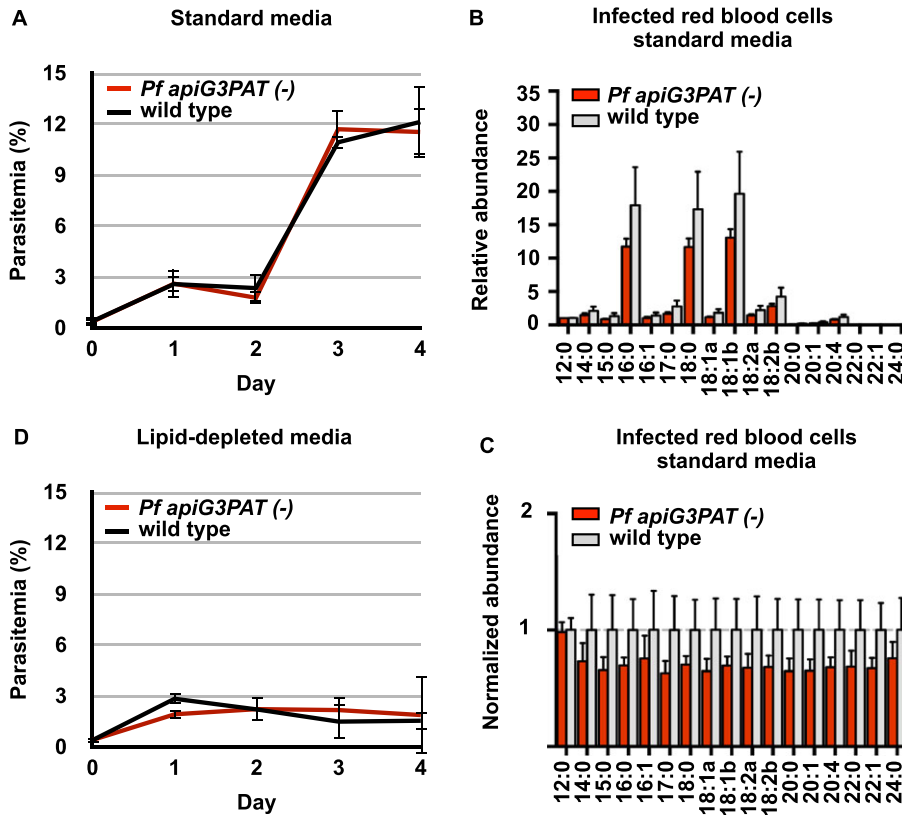 A
Standard media
15
12
9
6
3
0
Parasitemia (%)
Pf apiG3PAT (-)
wild type
0 1 2 3 4
Day
B
Infected red blood cells
standard media
35
30
25
20
15
10
5
0
Relative abundance
Pf apiG3PAT (-)
wild type
12:0
14:0
15:0
16:0
16:1
17:0
18:0
18:1a
18:1b
18:2a
18:2b
20:0
20:1
20:4
22:0
22:1
24:0
D
Lipid-depleted media
15
12
9
6
3
0
Parasitemia (%)
Pf apiG3PAT (-)
wild type
0 1 2 3 4
Day
Infected red blood cells
standard media
C
2
1
Normalized abundance
Pf apiG3PAT (-)
wild type
12:0
14:0
15:0
16:0
16:1
17:0
18:0
18:1a
18:1b
18:2a
18:2b
20:0
20:1
20:4
22:0
22:1
24:0